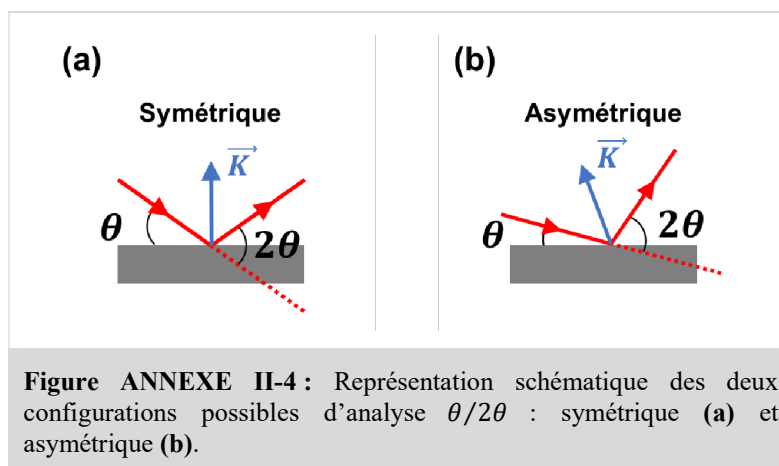 (a)
Symétrique
K
θ
2θ
(b)
Asymétrique
K
θ
2θ
Figure ANNEXE II-4 : Représentation schématique des deux
configurations possibles d'analyse θ/2θ : symétrique (a) et
asymétrique (b).